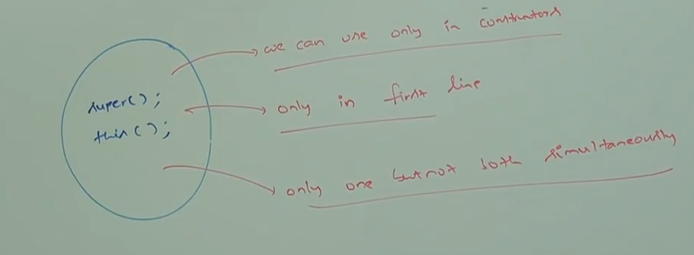 we can use only in constructors
super();
only in first line
this();
only one but not both simultaneously